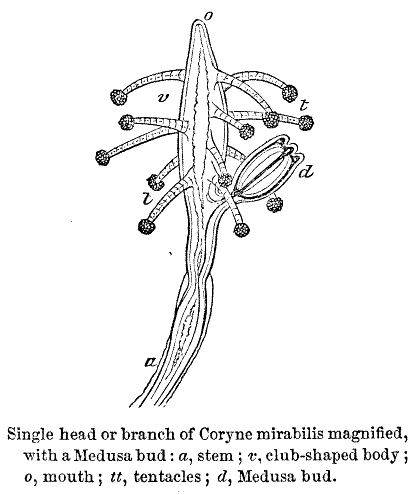 o
v
t
d
t
a
Single head or branch of Coryne mirabilis magnified,
with a Medusa bud: a, stem; v, club-shaped body;
o, mouth; tt, tentacles; d, Medusa bud.